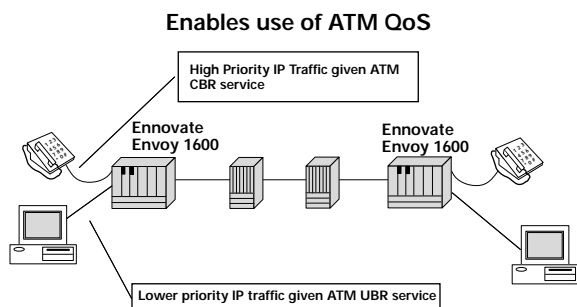 Enables use of ATM QoS
High Priority IP Traffic given ATM
CBR service
Ennovate
Envoy 1600
Ennovate
Envoy 1600
Lower priority IP traffic given ATM UBR service